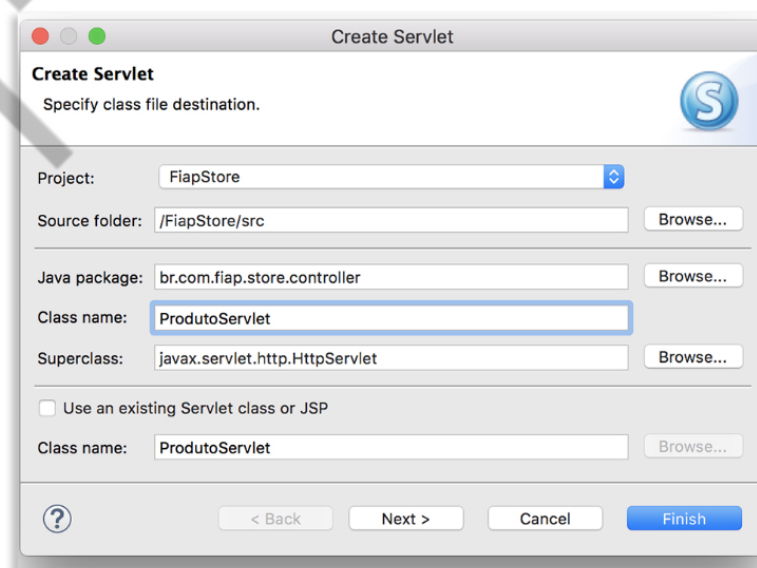 Create Servlet
Create Servlet
Specify class file destination.
S
Project: FiapStore
Source folder: /FiapStore/src Browse...
Java package: br.com.fiap.store.controller Browse...
Class name: ProdutoServlet
Superclass: javax.servlet.http.HttpServlet Browse...
Use an existing Servlet class or JSP
Class name: ProdutoServlet Browse...
? < Back Next > Cancel Finish